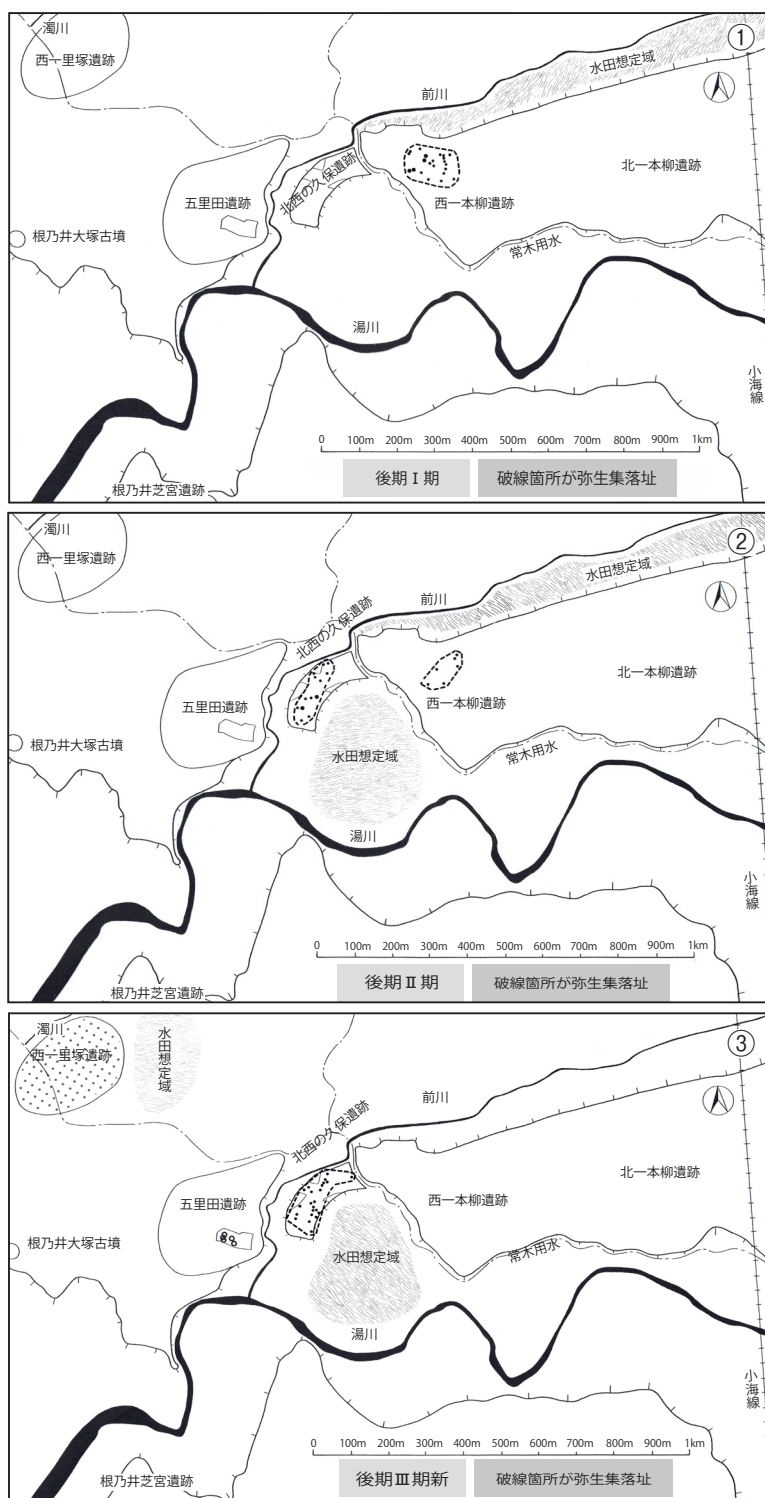 ①
濁川
西一里塚遺跡
前川
水田想定域
五里田遺跡
北西の久保遺跡
北一本柳遺跡
西一本柳遺跡
根乃井大塚古墳
常木用水
湯川
小海線
根乃井芝宮遺跡
0 100m 200m 300m 400m 500m 600m 700m 800m 900m 1km
後期Ⅰ期 破線箇所が弥生集落址
②
濁川
西一里塚遺跡
前川
水田想定域
北西の久保遺跡
北一本柳遺跡
五里田遺跡
西一本柳遺跡
根乃井大塚古墳
水田想定域
常木用水
湯川
小海線
根乃井芝宮遺跡
0 100m 200m 300m 400m 500m 600m 700m 800m 900m 1km
後期Ⅱ期 破線箇所が弥生集落址
③
濁川
西一里塚遺跡
水田想定域
前川
北西の久保遺跡
北一本柳遺跡
五里田遺跡
西一本柳遺跡
根乃井大塚古墳
水田想定域
常木用水
湯川
小海線
根乃井芝宮遺跡
0 100m 200m 300m 400m 500m 600m 700m 800m 900m 1km
後期Ⅲ期新 破線箇所が弥生集落址